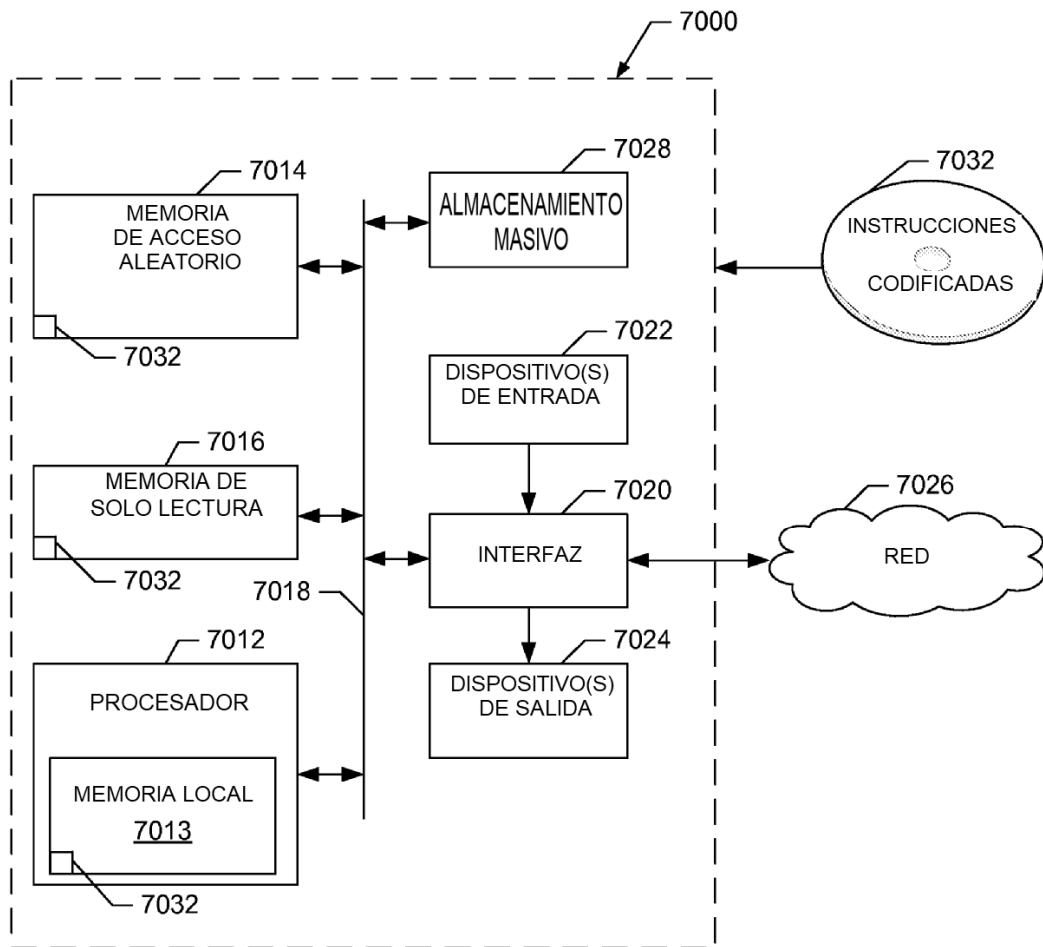 7000
7014
MEMORIA
DE ACCESO
ALEATORIO
7032
7016
MEMORIA DE
SOLO LECTURA
7032
7018
7012
PROCESADOR
MEMORIA LOCAL
7013
7032
7028
ALMACENAMIENTO
MASIVO
7022
DISPOSITIVO(S)
DE ENTRADA
7020
INTERFAZ
7024
DISPOSITIVO(S)
DE SALIDA
7032
INSTRUCCIONES
CODIFICADAS
7026
RED